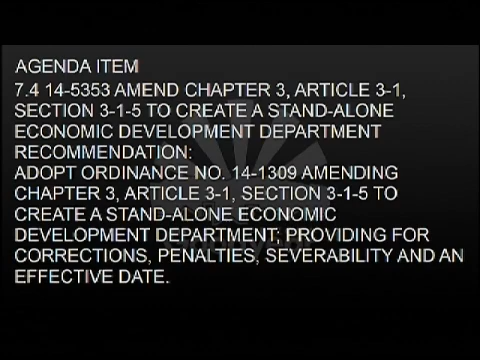 AGENDA ITEM
7.4 14-5353 AMEND CHAPTER 3, ARTICLE 3-1,
SECTION 3-1-5 TO CREATE A STAND-ALONE
ECONOMIC DEVELOPMENT DEPARTMENT
RECOMMENDATION:
ADOPT ORDINANCE NO. 14-1309 AMENDING
CHAPTER 3, ARTICLE 3-1, SECTION 3-1-5 TO
CREATE A STAND-ALONE ECONOMIC
DEVELOPMENT DEPARTMENT; PROVIDING FOR
CORRECTIONS, PENALTIES, SEVERABILITY AND AN
EFFECTIVE DATE.